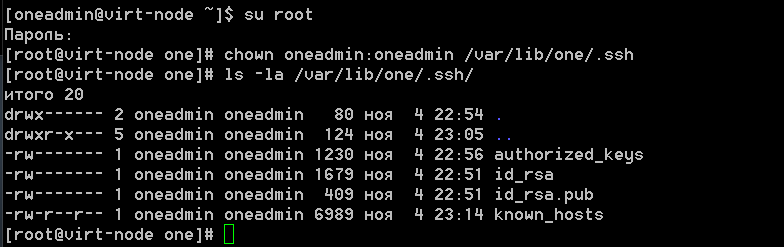 [oneadmin@virt-node ~]$ su root
Пароль:
[root@virt-node one]# chown oneadmin:oneadmin /var/lib/one/.ssh
[root@virt-node one]# ls -la /var/lib/one/.ssh/
итого 20
drwx------ 2 oneadmin oneadmin   80 ноя  4 22:54 .
drwxr-x--- 5 oneadmin oneadmin  124 ноя  4 23:05 ..
-rw------- 1 oneadmin oneadmin 1230 ноя  4 22:56 authorized_keys
-rw------- 1 oneadmin oneadmin 1679 ноя  4 22:51 id_rsa
-rw------- 1 oneadmin oneadmin  409 ноя  4 22:51 id_rsa.pub
-rw-r--r-- 1 oneadmin oneadmin 6989 ноя  4 23:14 known_hosts
[root@virt-node one]#